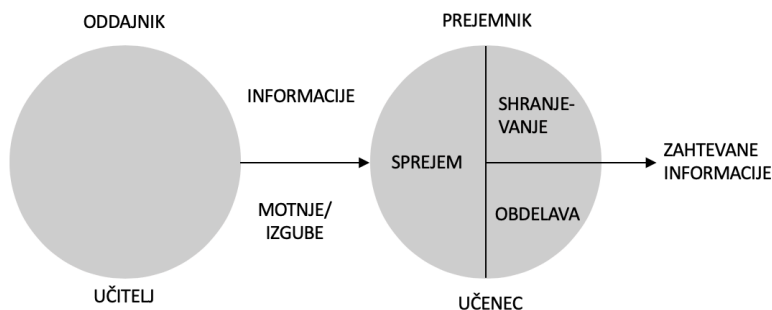 ODDAJNIK
PREJEMNIK
INFORMACIJE
SHRANJE-
VANJE
SPREJEM
ZAHTEVANE
INFORMACIJE
MOTNJE/
IZGUBE
OBDELAVA
UČITELJ
UČENEC